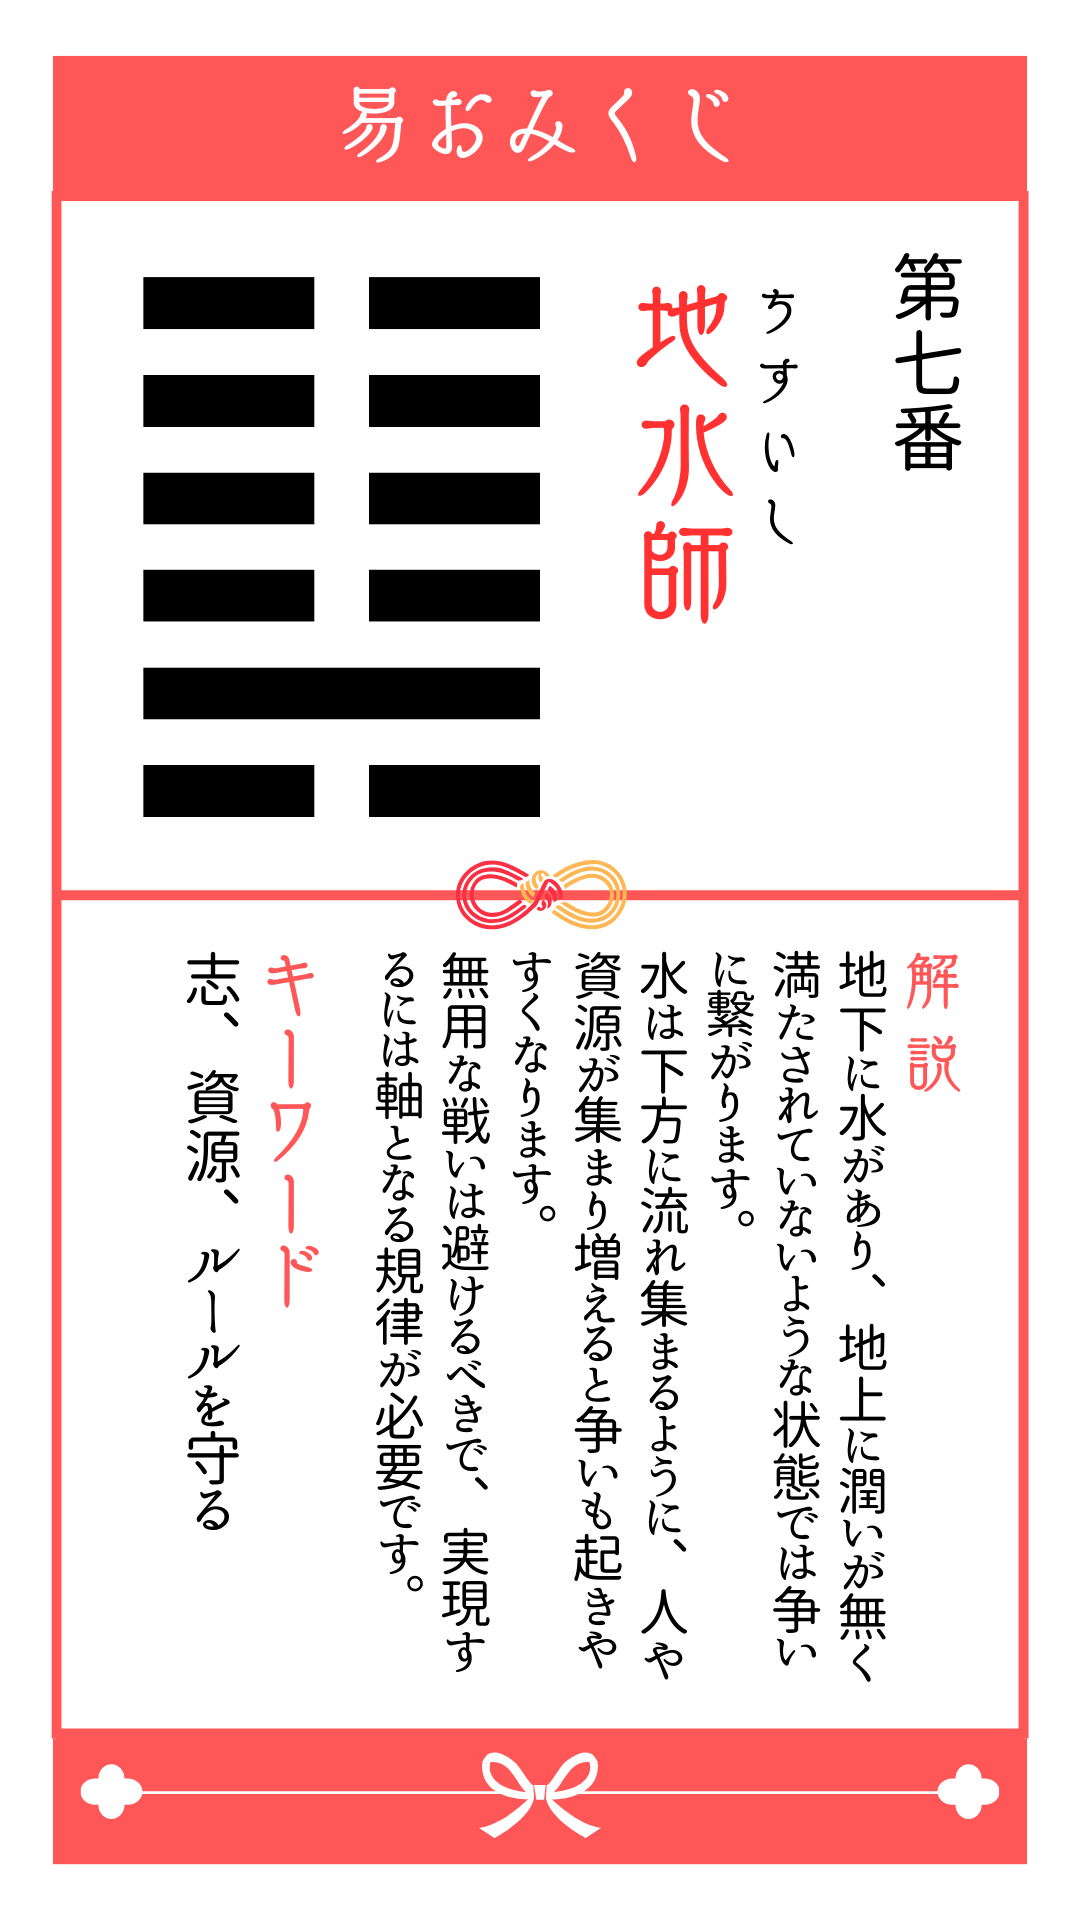 易おみくじ
第七番
ちすいし
地水師
解説
地下に水があり、地上に潤いが無く
満たされていないような状態では争い
に繋がります。
水は下方に流れ集まるように、人や
資源が集まり増えると争いも起きや
すくなります。
無用な戦いは避けるべきで、実現す
るには軸となる規律が必要です。
キーワード
志、資源、ルールを守る